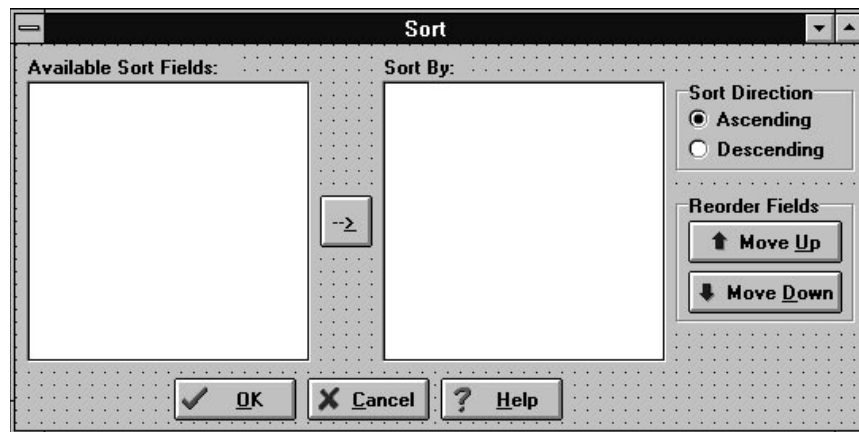 Sort
Available Sort Fields:
Sort By:
Sort Direction
Ascending
Descending
-->
Reorder Fields
Move Up
Move Down
OK
Cancel
? Help